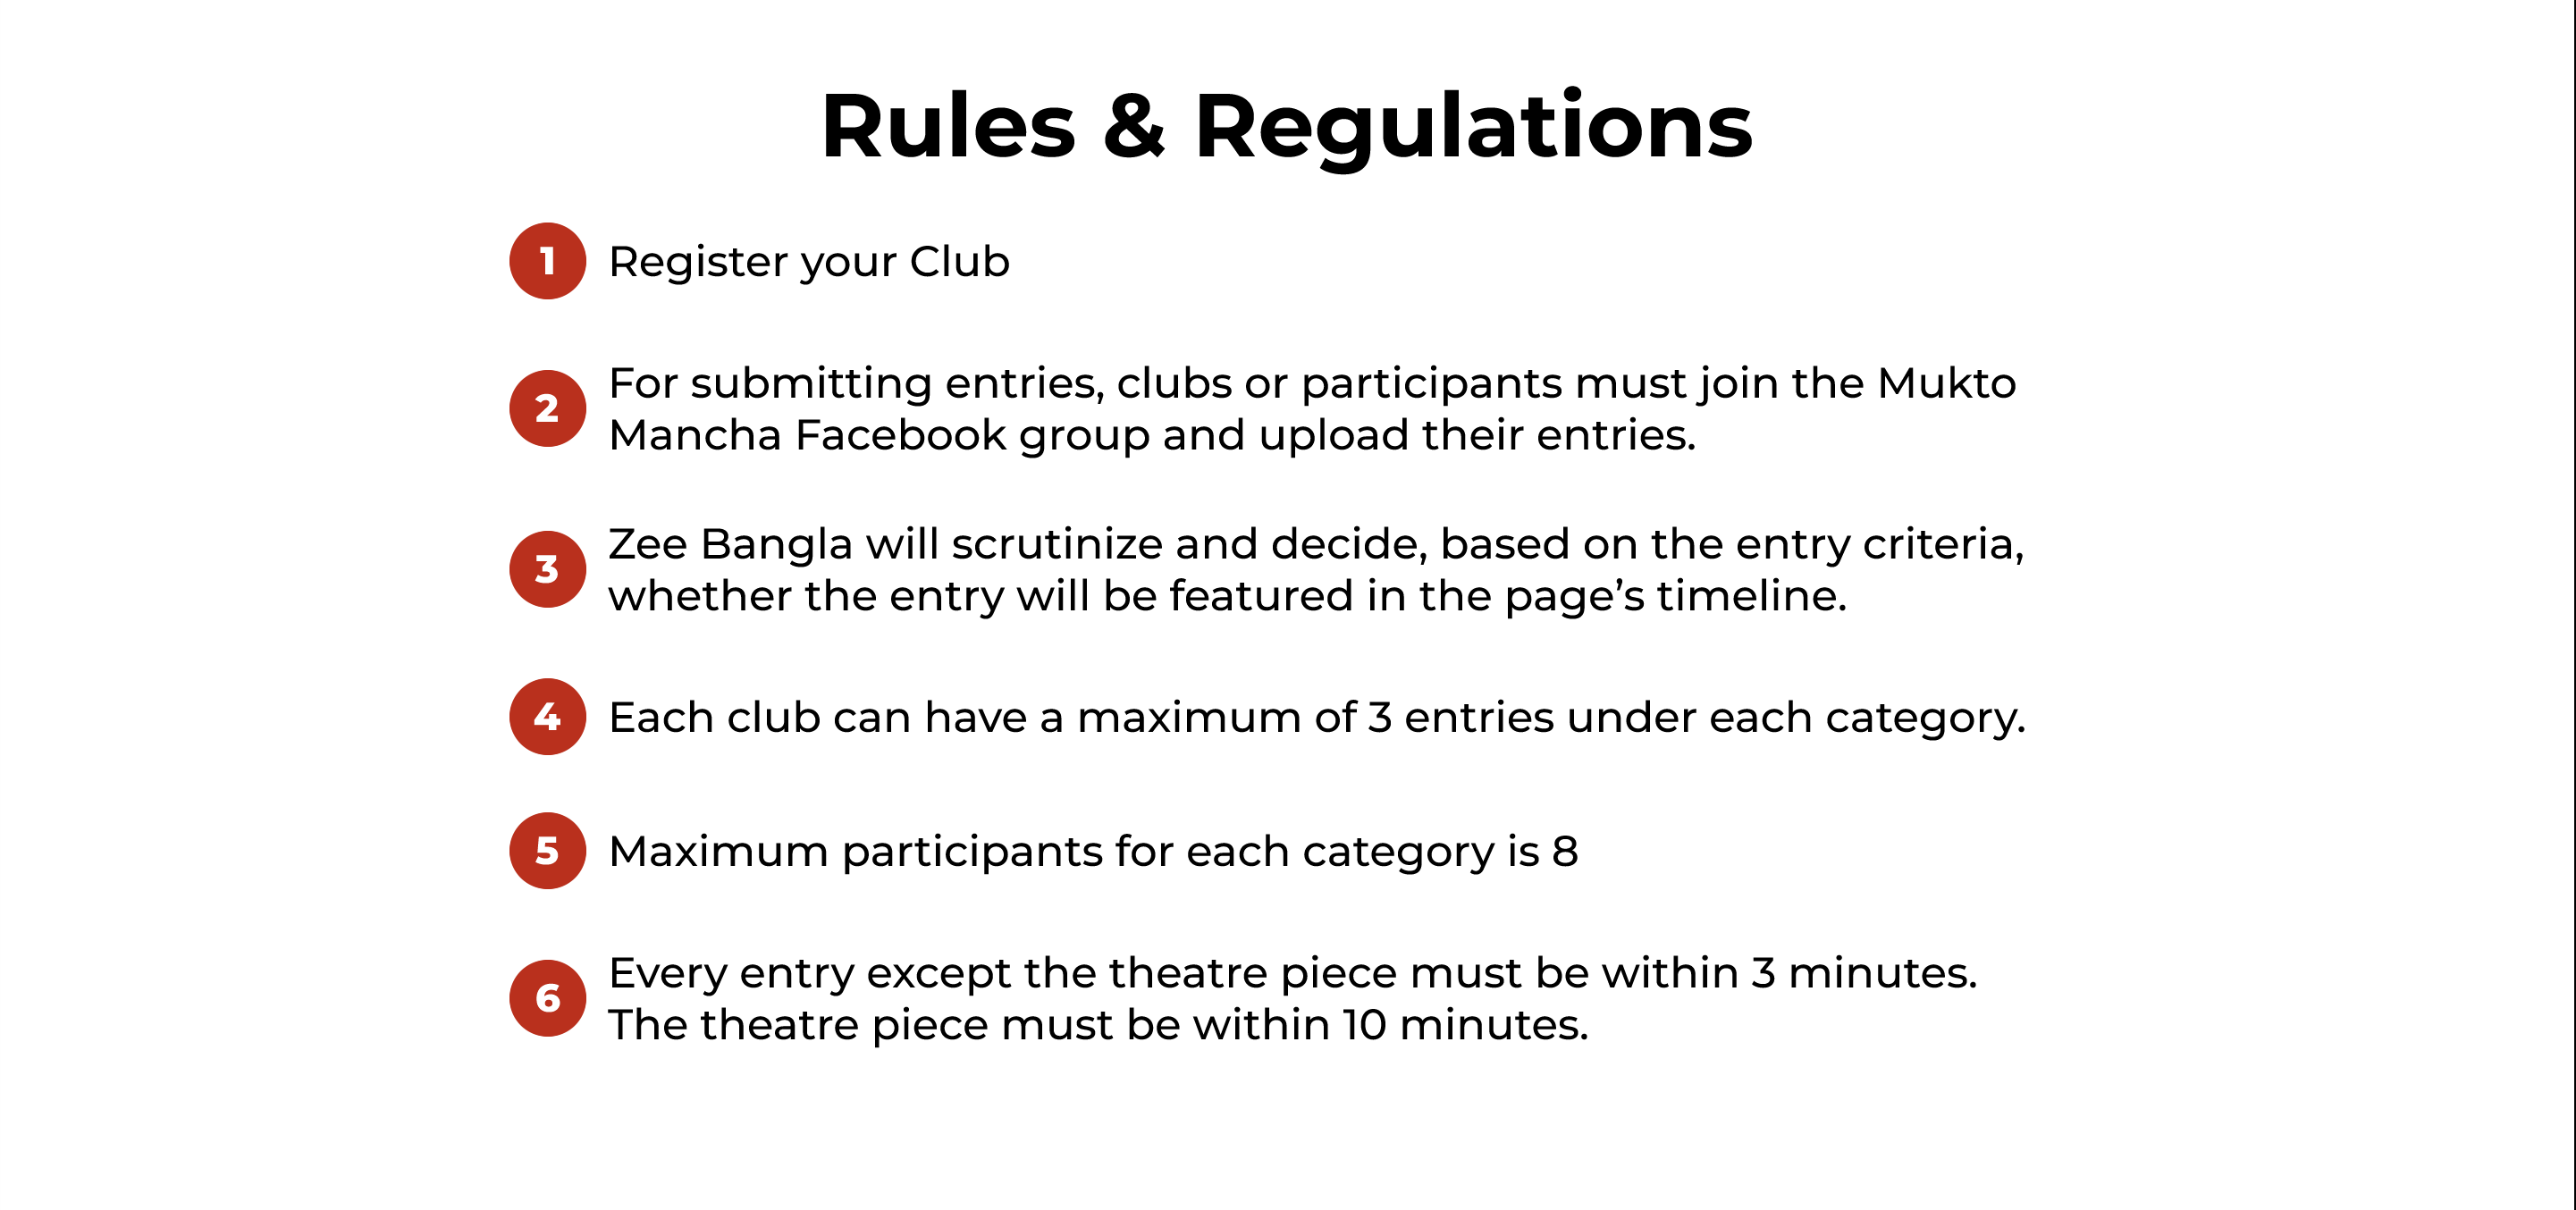 Rules & Regulations
1 Register your Club
2 For submitting entries, clubs or participants must join the Mukto
Mancha Facebook group and upload their entries.
3 Zee Bangla will scrutinize and decide, based on the entry criteria,
whether the entry will be featured in the page’s timeline.
4 Each club can have a maximum of 3 entries under each category.
5 Maximum participants for each category is 8
6 Every entry except the theatre piece must be within 3 minutes.
The theatre piece must be within 10 minutes.